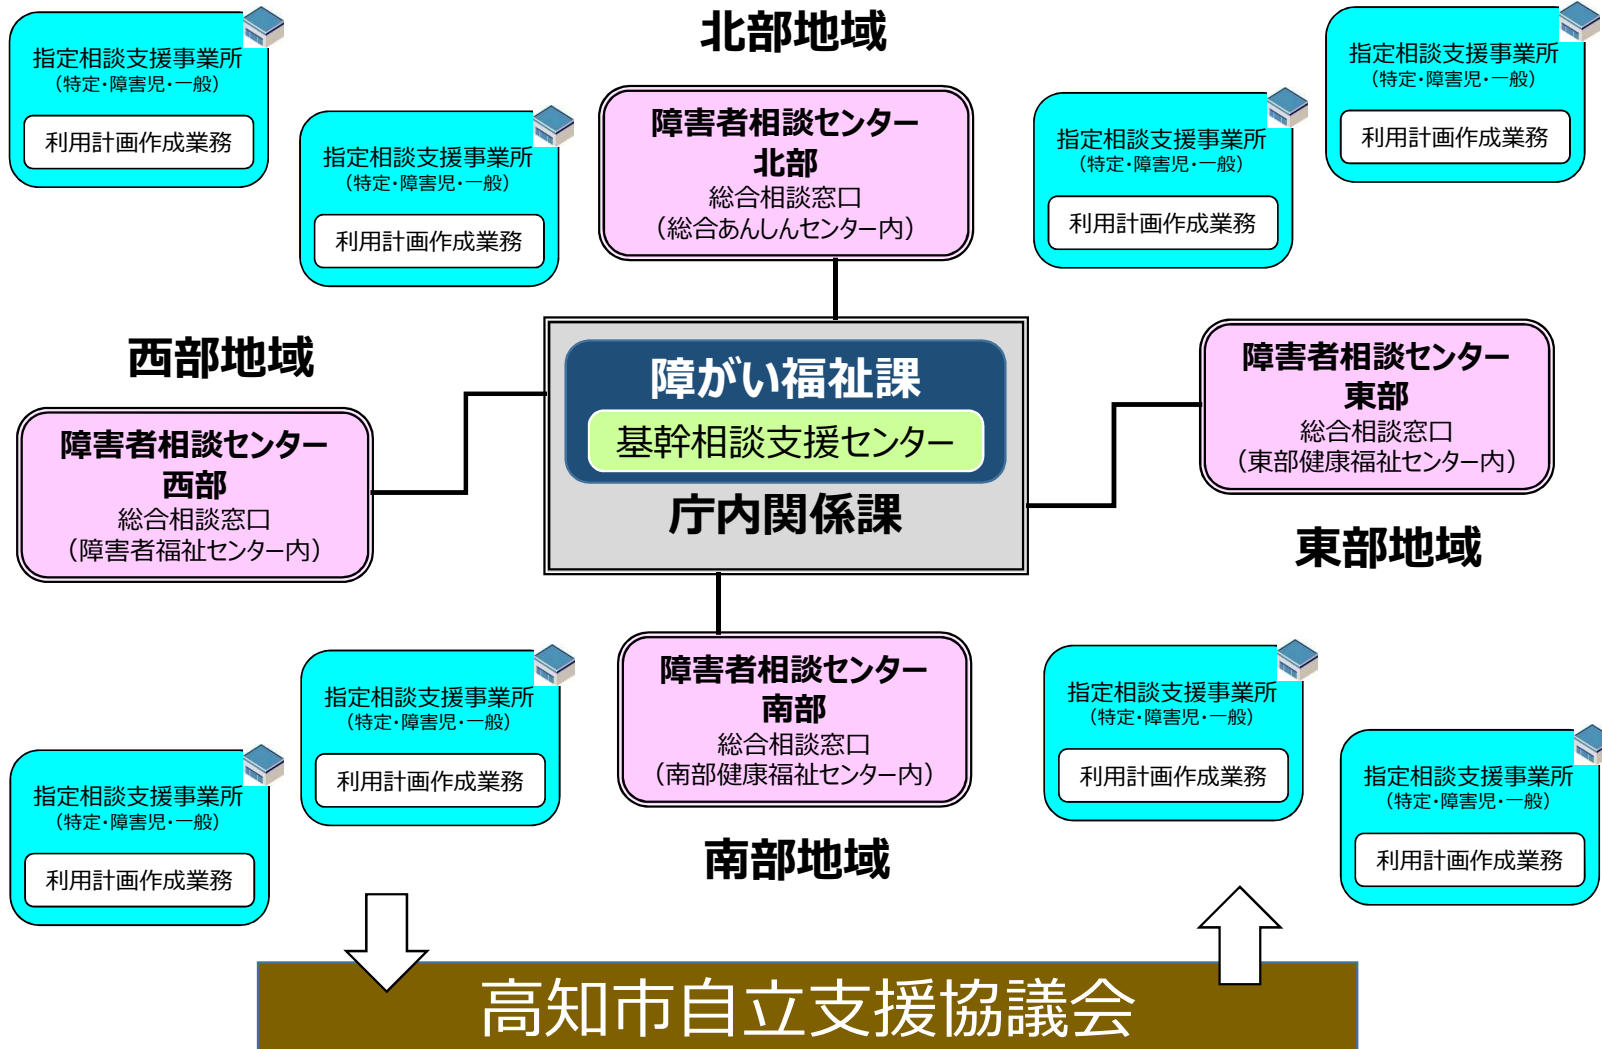 北部地域
指定相談支援事業所
（特定・障害児・一般）
利用計画作成業務
指定相談支援事業所
（特定・障害児・一般）
利用計画作成業務
障害者相談センター
北部
総合相談窓口
（総合あんしんセンター内）
指定相談支援事業所
（特定・障害児・一般）
利用計画作成業務
指定相談支援事業所
（特定・障害児・一般）
利用計画作成業務
西部地域
障害者相談センター
西部
総合相談窓口
（障害者福祉センター内）
障がい福祉課
基幹相談支援センター
庁内関係課
障害者相談センター
東部
総合相談窓口
（東部健康福祉センター内）
東部地域
指定相談支援事業所
（特定・障害児・一般）
利用計画作成業務
指定相談支援事業所
（特定・障害児・一般）
利用計画作成業務
障害者相談センター
南部
総合相談窓口
（南部健康福祉センター内）
南部地域
指定相談支援事業所
（特定・障害児・一般）
利用計画作成業務
指定相談支援事業所
（特定・障害児・一般）
利用計画作成業務
高知市自立支援協議会